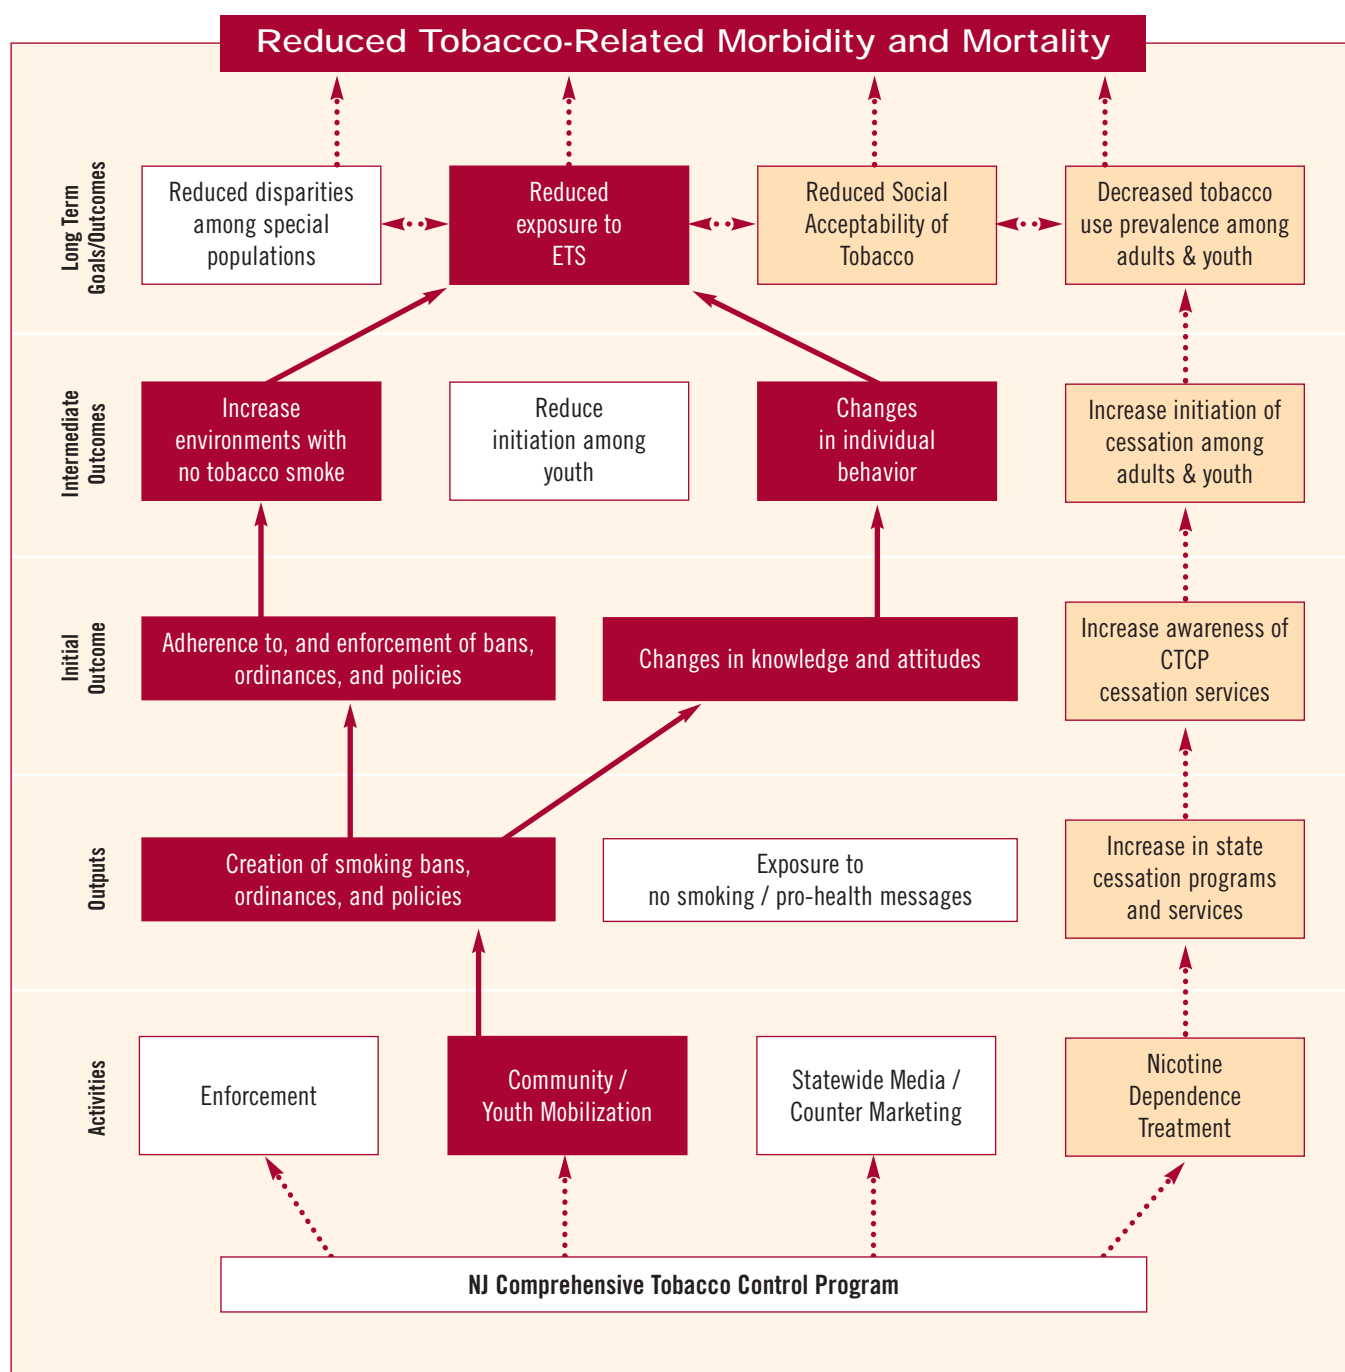 Reduced Tobacco-Related Morbidity and Mortality
Long Term
Goals/Outcomes
Reduced disparities
among special
populations
Reduced
exposure to
ETS
Reduced Social
Acceptability of
Tobacco
Decreased tobacco
use prevalence among
adults & youth
Intermediate
Outcomes
Increase
environments with
no tobacco smoke
Reduce
initiation among
youth
Changes
in individual
behavior
Increase initiation of
cessation among
adults & youth
Initial
Outcome
Adherence to, and enforcement of bans,
ordinances, and policies
Changes in knowledge and attitudes
Increase awareness of
CTCP
cessation services
Outputs
Creation of smoking bans,
ordinances, and policies
Exposure to
no smoking / pro-health messages
Increase in state
cessation programs
and services
Activities
Enforcement
Community /
Youth Mobilization
Statewide Media /
Counter Marketing
Nicotine
Dependence
Treatment
NJ Comprehensive Tobacco Control Program